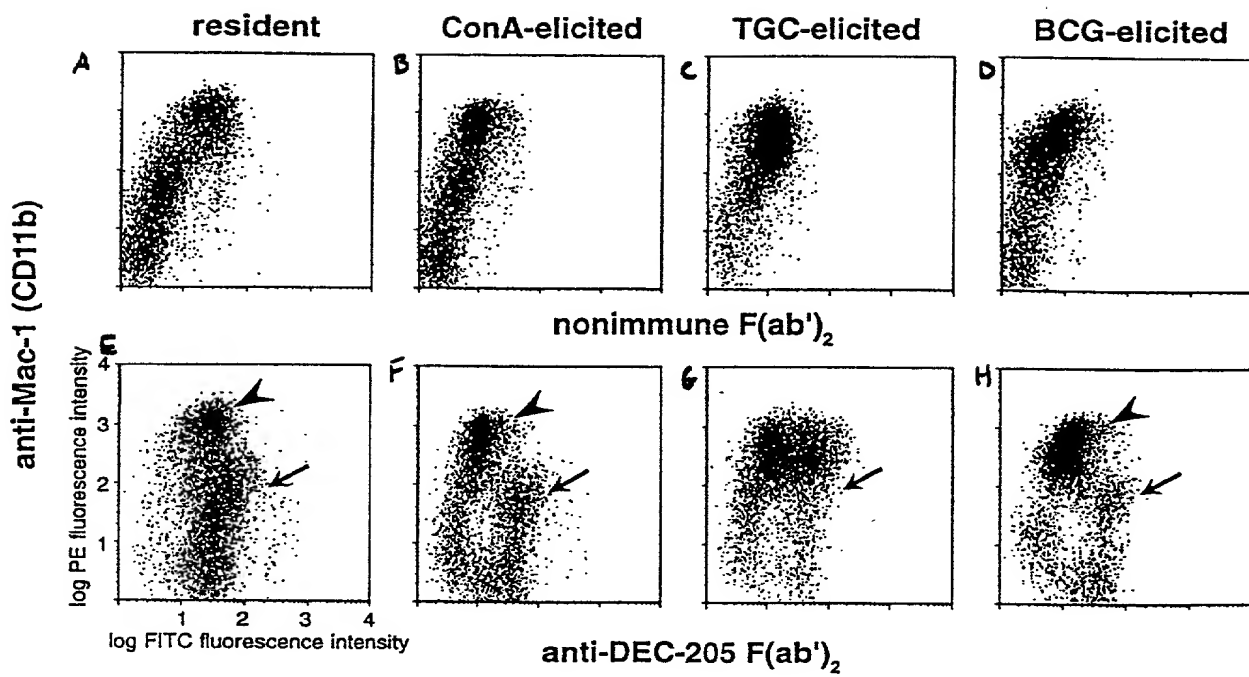 resident ConA-elicited TGC-elicited BCG-elicited
A B C D
anti-Mac-1 (CD11b)
nonimmune F(ab')2
E F G H
log PE fluorescence intensity
4
3
2
1
1 2 3 4
log FITC fluorescence intensity
anti-DEC-205 F(ab')2